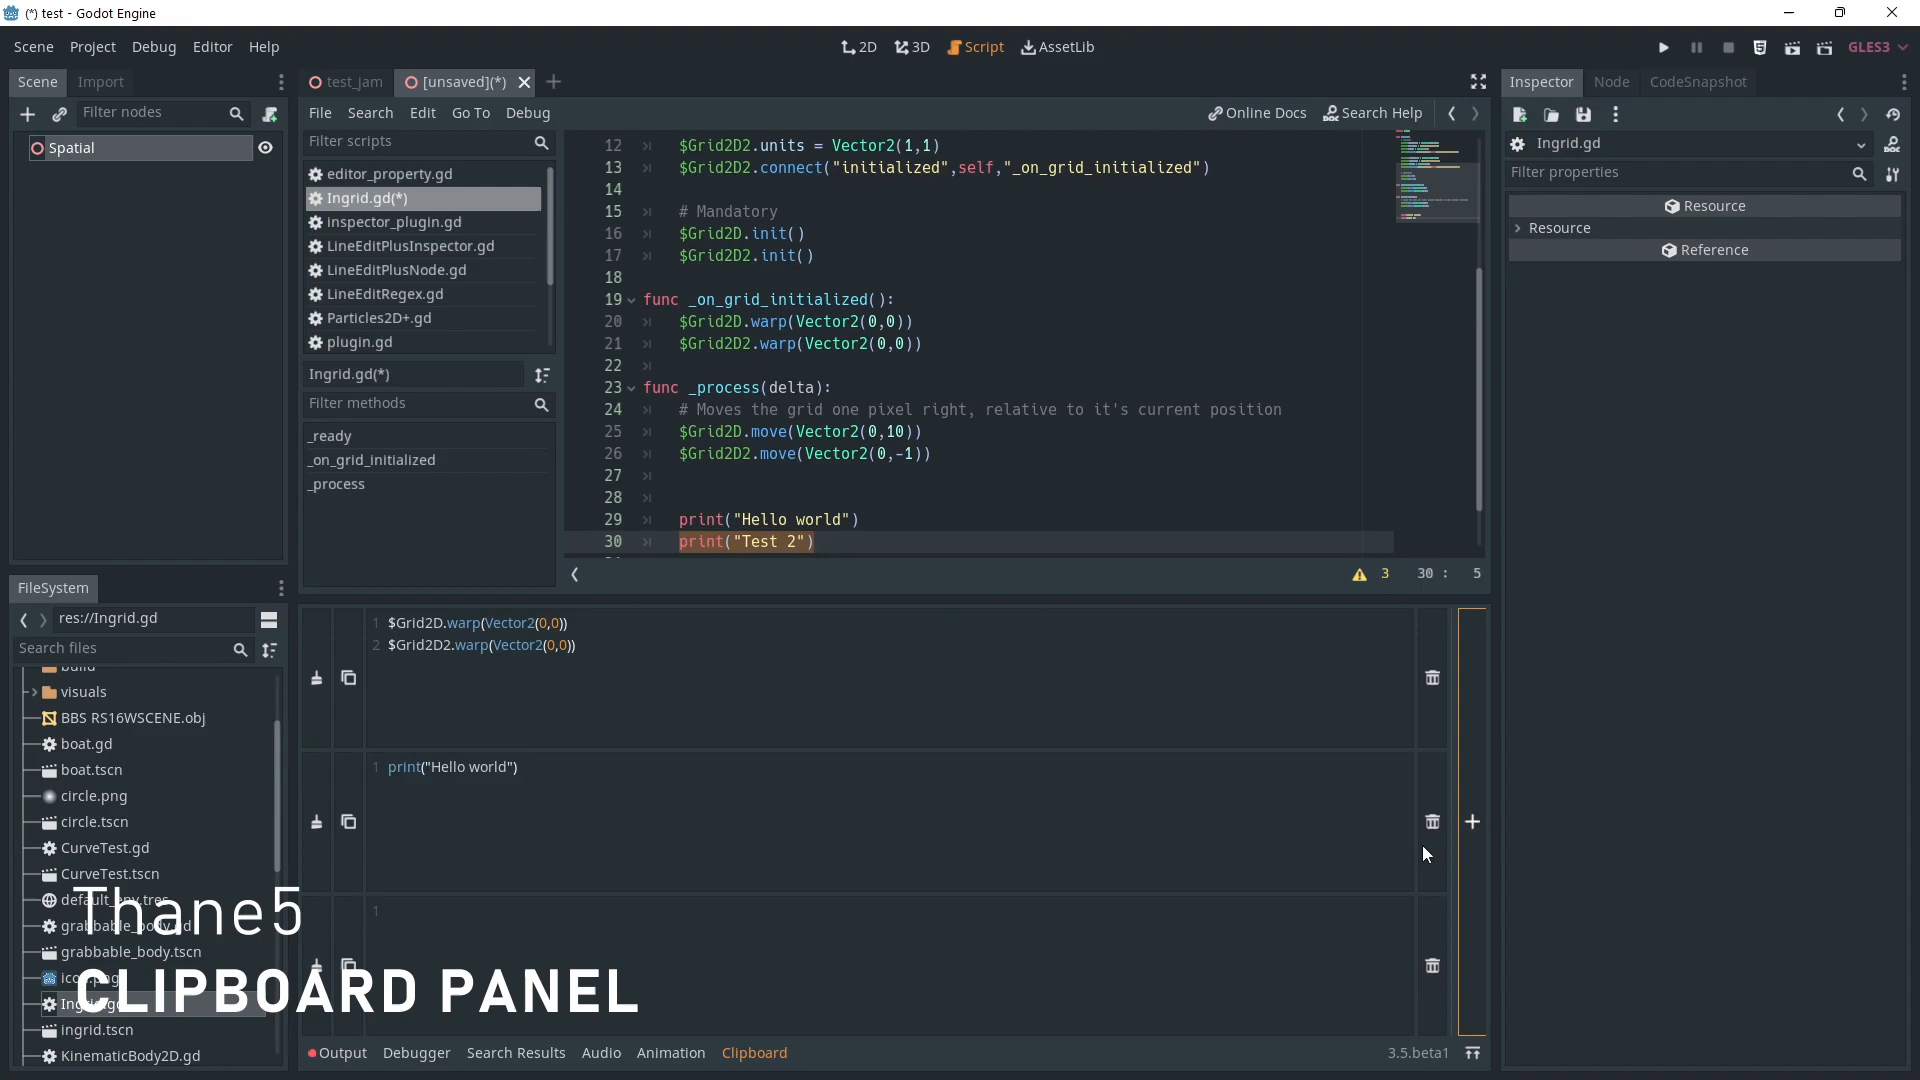 (*) test - Godot Engine
Scene Project Debug Editor Help
2D 3D Script AssetLib
GLES3
Scene Import
Filter nodes
Spatial
test_jam [unsaved](*)
File Search Edit Go To Debug
Online Docs Search Help
Filter scripts
editor_property.gd
Ingrid.gd(*)
inspector_plugin.gd
LineEditPlusInspector.gd
LineEditPlusNode.gd
LineEditRegex.gd
Particles2D+.gd
plugin.gd
Ingrid.gd(*)
Filter methods
_ready
_on_grid_initialized
_process
12 $Grid2D2.units = Vector2(1,1)
13 $Grid2D2.connect("initialized",self,"_on_grid_initialized")
14
15 # Mandatory
16 $Grid2D.init()
17 $Grid2D2.init()
18
19 func _on_grid_initialized():
20 $Grid2D.warp(Vector2(0,0))
21 $Grid2D2.warp(Vector2(0,0))
22
23 func _process(delta):
24 # Moves the grid one pixel right, relative to it's current position
25 $Grid2D.move(Vector2(0,10))
26 $Grid2D2.move(Vector2(0,-1))
27
28
29 print("Hello world")
30 print("Test 2")
3 30 : 5
Inspector Node CodeSnapshot
Ingrid.gd
Filter properties
Resource
Resource
Reference
FileSystem
res://Ingrid.gd
Search files
build
visuals
BBS RS16WSCENE.obj
boat.gd
boat.tscn
circle.png
circle.tscn
CurveTest.gd
CurveTest.tscn
default_env.tres
grabbable_body.gd
grabbable_body.tscn
icon.png
Ingrid.gd
ingrid.tscn
KinematicBody2D.gd
1 $Grid2D.warp(Vector2(0,0))
2 $Grid2D2.warp(Vector2(0,0))
1 print("Hello world")
1
Thane5
CLIPBOARD PANEL
Output Debugger Search Results Audio Animation Clipboard
3.5.beta1